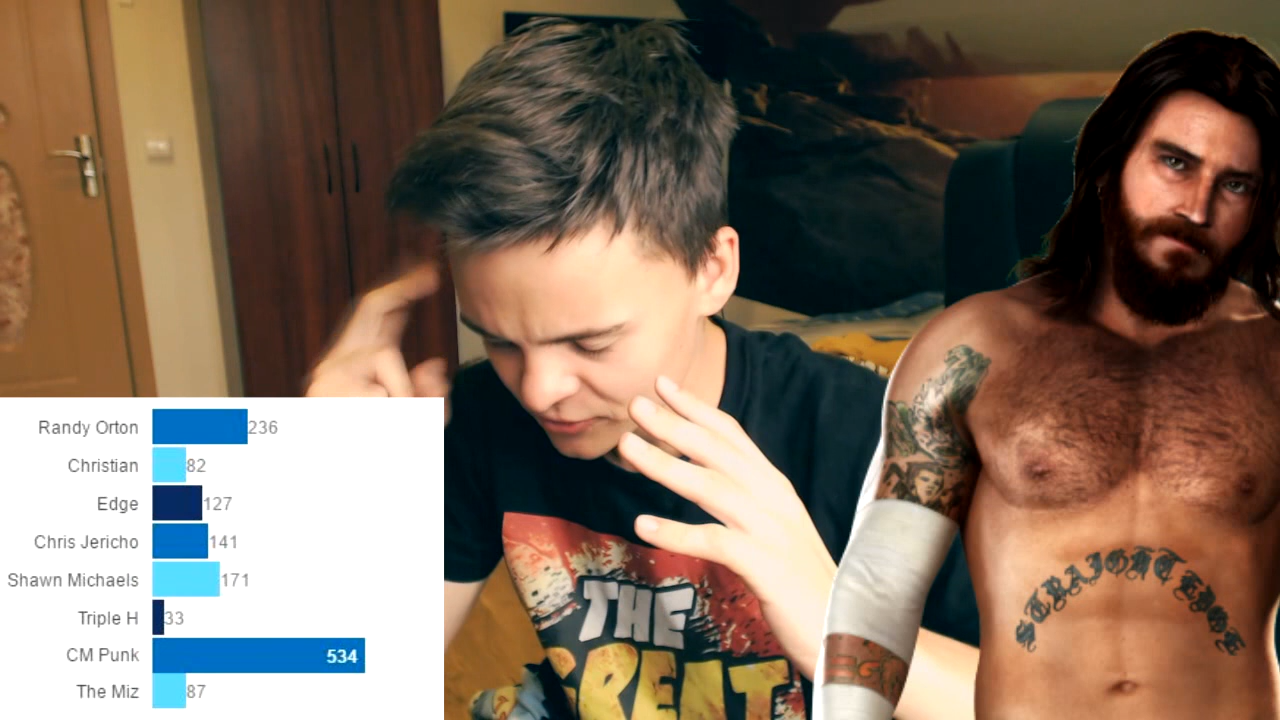 Randy Orton 236
Christian 82
Edge 127
Chris Jericho 141
Shawn Michaels 171
Triple H 33
CM Punk 534
The Miz 87
THE
GREAT
STRAIGHT EDGE